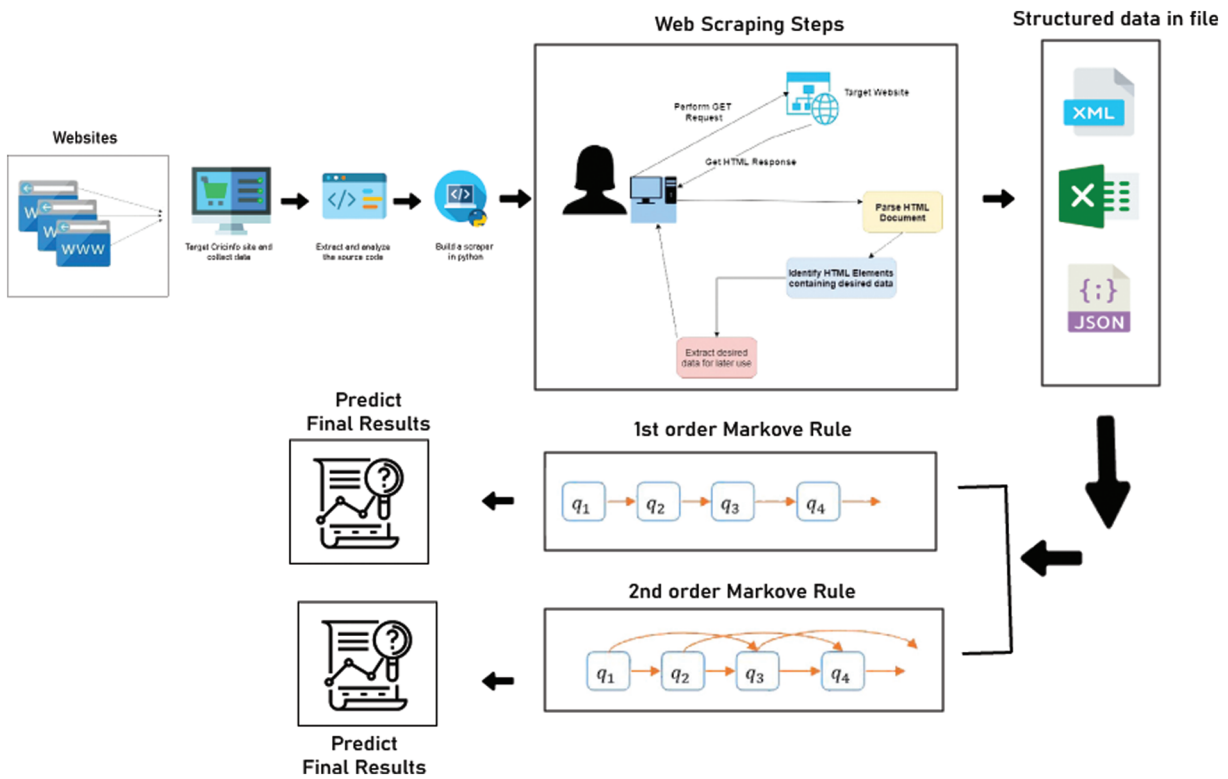 Web Scraping Steps
Structured data in file
Websites
WWW
Target Cricinfo site and
collect data
Extract and analyze
the source code
Build a scraper
in python
Perform GET
Request
Target Website
Get HTML Response
Parse HTML
Document
Identify HTML Elements
containing desired data
Extract desired
data for later use
XML
X
{;}
JSON
Predict
Final Results
1st order Markove Rule
?
q1
q2
q3
q4
2nd order Markove Rule
?
q1
q2
q3
q4
Predict
Final Results